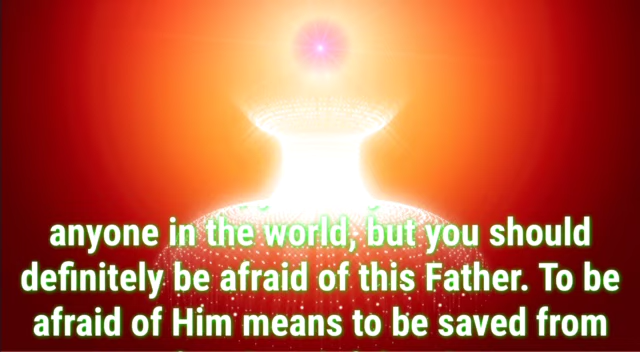 anyone in the world, but you should
definitely be afraid of this Father. To be
afraid of Him means to be saved from